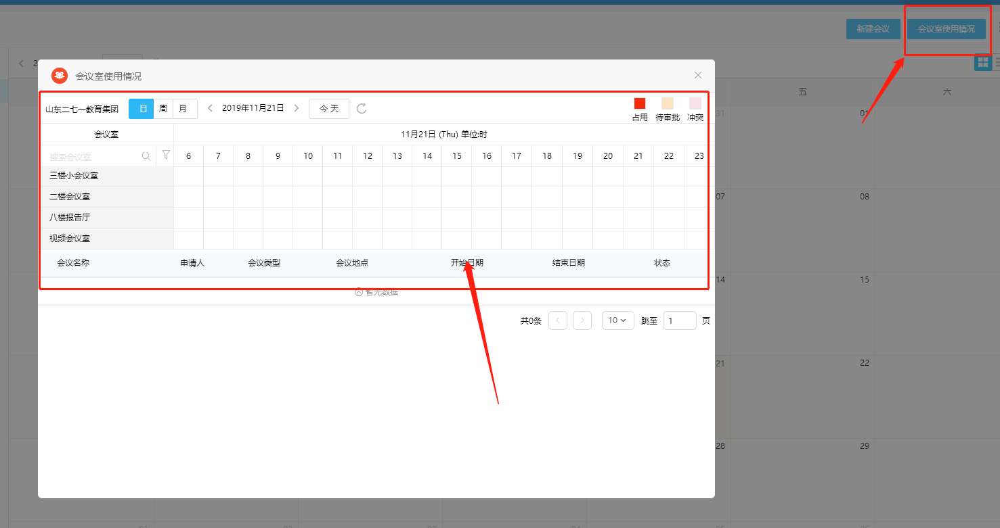 新建会议 会议室使用情况
2
会议室使用情况
山东二七一教育集团 日 周 月 2019年11月21日 今 天
占用 待审批 冲突
五 六
会议室 11月21日 (Thu) 单位:时
搜索会议室 6 7 8 9 10 11 12 13 14 15 16 17 18 19 20 21 22 23
三楼小会议室
二楼会议室
八楼报告厅
视频会议室
会议名称 申请人 会议类型 会议地点 开始日期 结束日期 状态
暂无数据
共0条 10 跳至 1 页
31 01
07 08
14 15
21 22
28 29